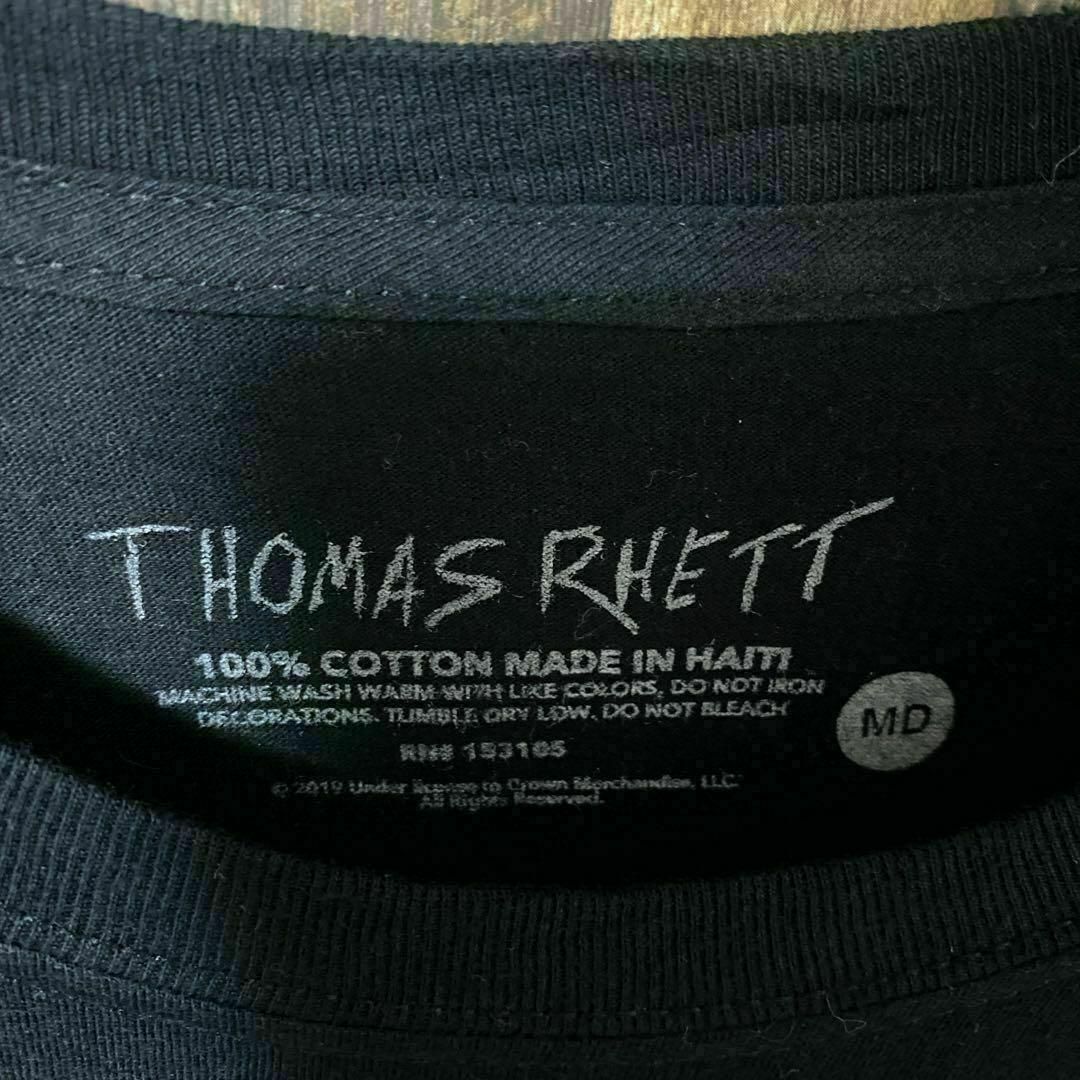 THOMAS RHETT
100% COTTON MADE IN HAITI
MACHINE WASH WARM WITH LIKE COLORS, DO NOT IRON
DECORATIONS. TUMBLE DRY LOW. DO NOT BLEACH
MD
RN# 153105
© 2019 Under license to Crown Merchandise, LLC.
All Rights Reserved.